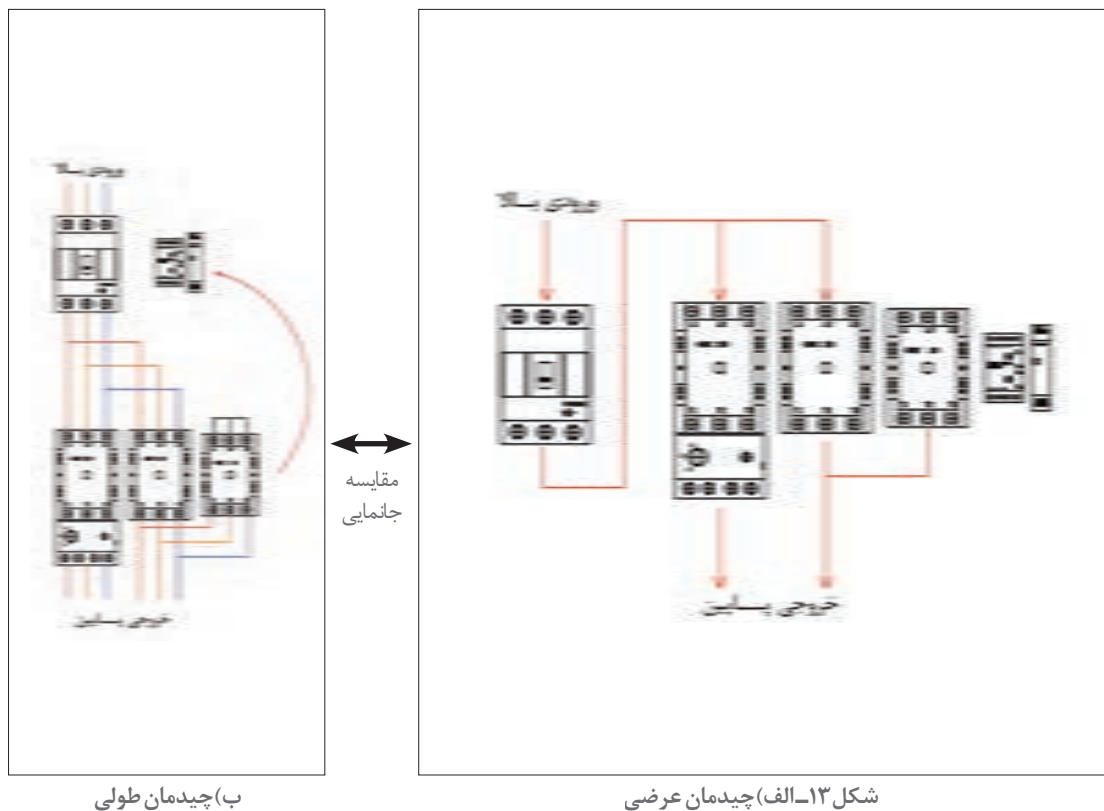 ورودی بالا
ورودی بالا
مقایسه
جانمایی
خروجی پایین
خروجی پایین
شکل ۱۳ــ الف) چیدمان عرضی
ب) چیدمان طولی